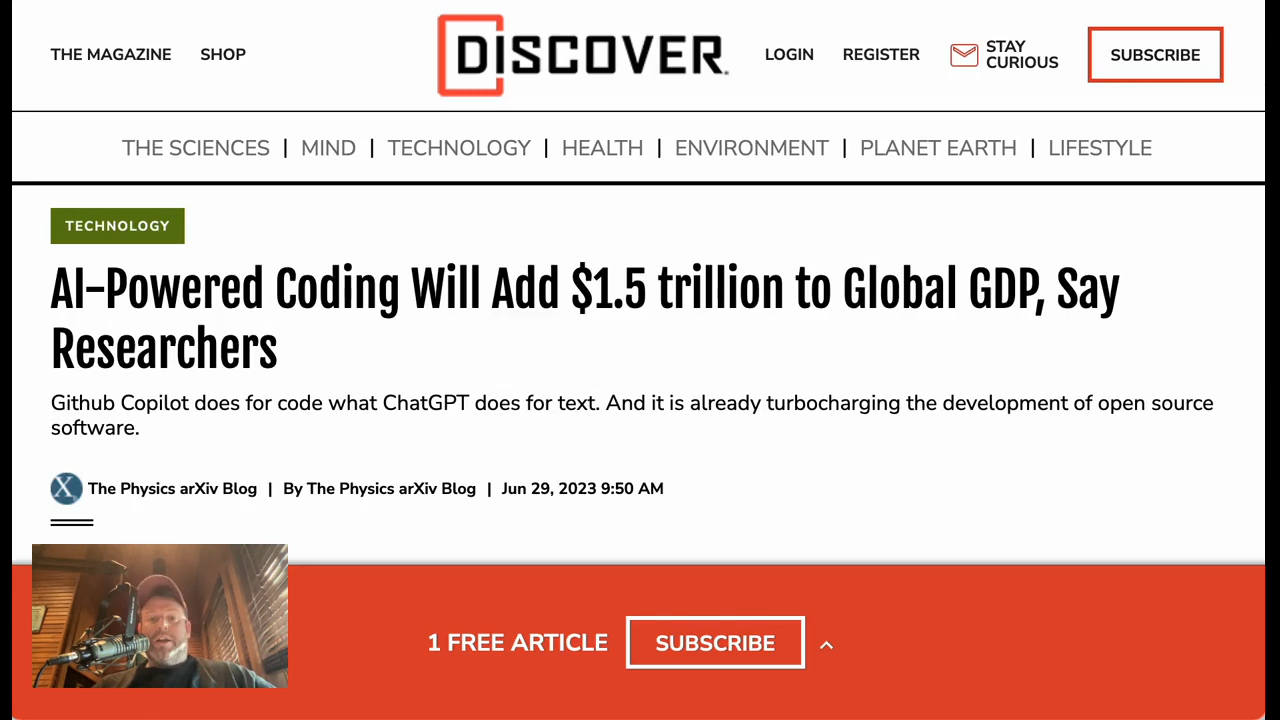 THE MAGAZINE SHOP DISCOVER. LOGIN REGISTER STAY CURIOUS SUBSCRIBE
THE SCIENCES | MIND | TECHNOLOGY | HEALTH | ENVIRONMENT | PLANET EARTH | LIFESTYLE
TECHNOLOGY
AI-Powered Coding Will Add $1.5 trillion to Global GDP, Say
Researchers
Github Copilot does for code what ChatGPT does for text. And it is already turbocharging the development of open source
software.
X The Physics arXiv Blog | By The Physics arXiv Blog | Jun 29, 2023 9:50 AM
1 FREE ARTICLE SUBSCRIBE